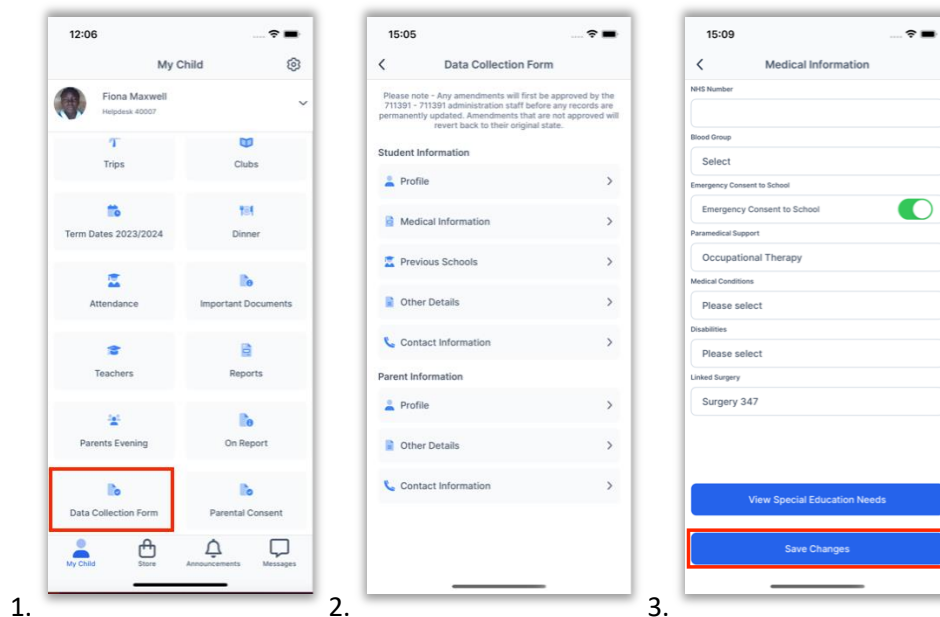 12:06
My Child
Fiona Maxwell
Helpdesk 40007
Trips
Clubs
Term Dates 2023/2024
Dinner
Attendance
Important Documents
Teachers
Reports
Parents Evening
On Report
Data Collection Form
Parental Consent
My Child
Store
Announcements
Messages
1.
15:05
Data Collection Form
Please note - Any amendments will first be approved by the
711391 - 711391 administration staff before any records are
permanently updated. Amendments that are not approved will
revert back to their original state.
Student Information
Profile
Medical Information
Previous Schools
Other Details
Contact Information
Parent Information
Profile
Other Details
Contact Information
2.
15:09
Medical Information
NHS Number
Blood Group
Select
Emergency Consent to School
Emergency Consent to School
Paramedical Support
Occupational Therapy
Medical Conditions
Please select
Disabilities
Please select
Linked Surgery
Surgery 347
View Special Education Needs
Save Changes
3.